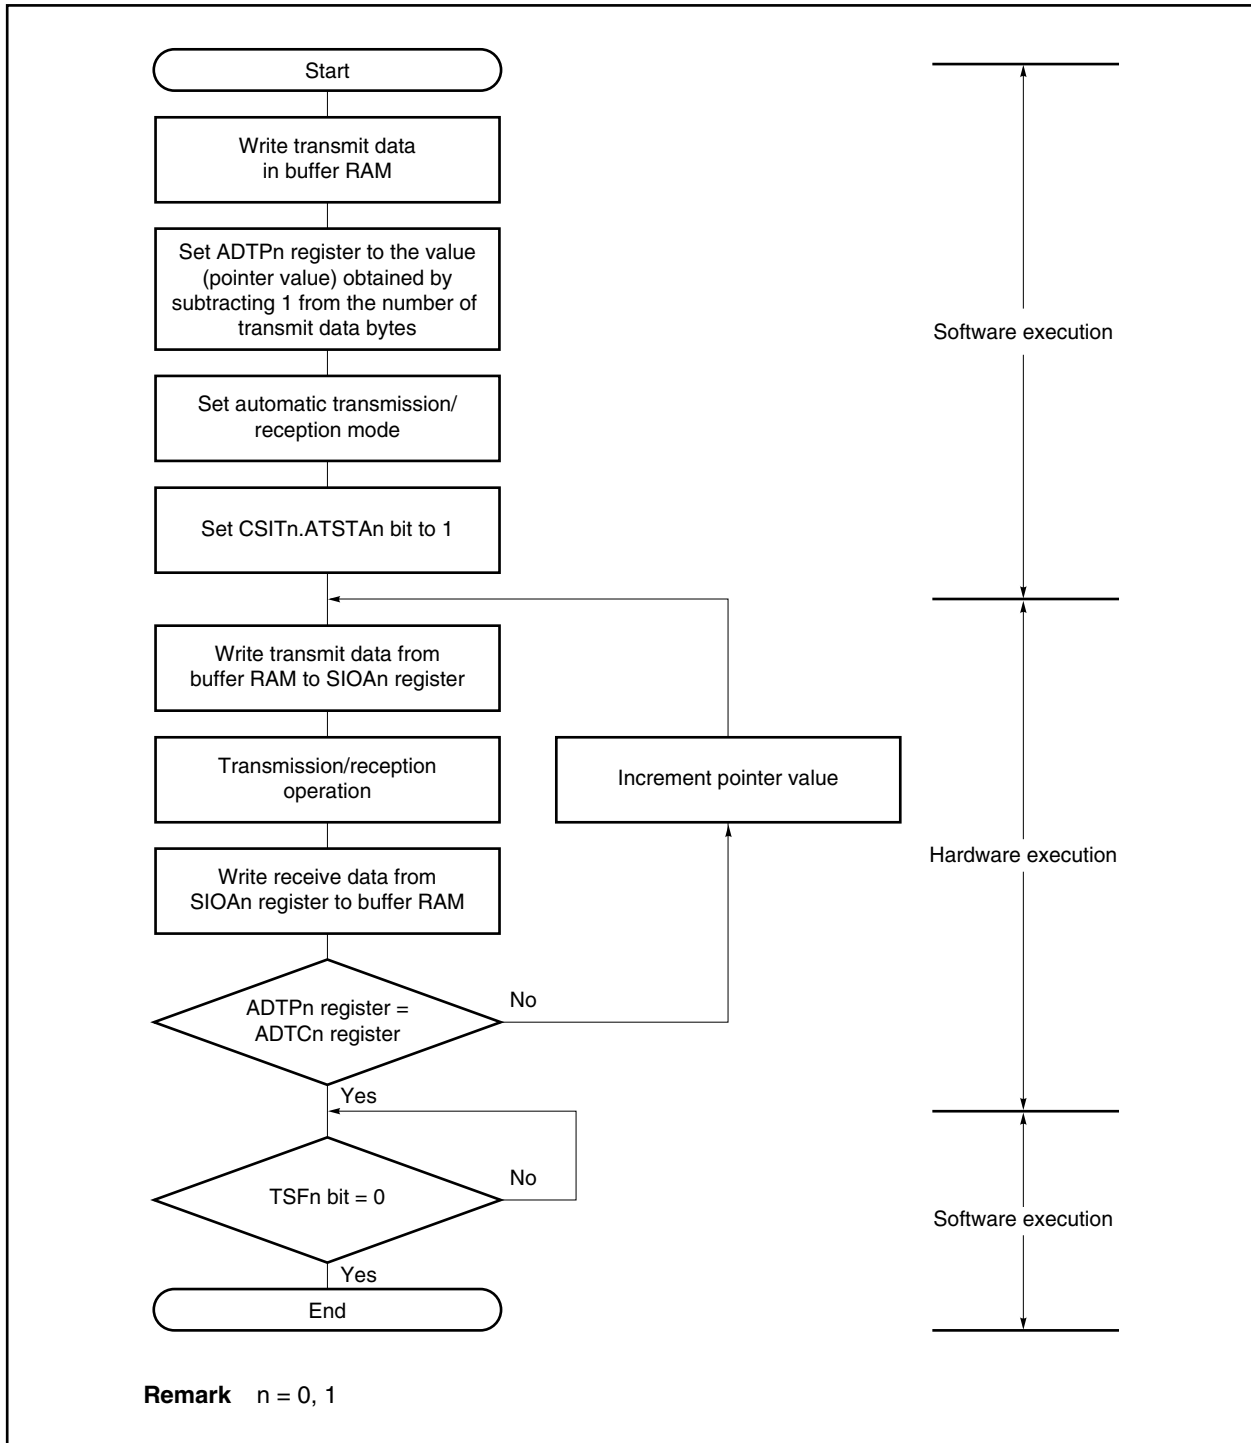 Start
Write transmit data
in buffer RAM
Set ADTPn register to the value
(pointer value) obtained by
subtracting 1 from the number of
transmit data bytes
Software execution
Set automatic transmission/
reception mode
Set CSITn.ATSTAn bit to 1
Write transmit data from
buffer RAM to SIOAn register
Transmission/reception
operation
Increment pointer value
Hardware execution
Write receive data from
SIOAn register to buffer RAM
ADTPn register =
ADTCn register
No
Yes
TSFn bit = 0
No
Software execution
Yes
End
Remark n = 0, 1